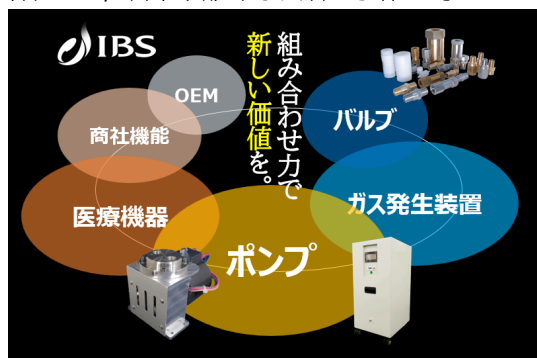 IBS
組み合わせ力で
新しい価値を。
OEM
商社機能
バルブ
医療機器
ガス発生装置
ポンプ